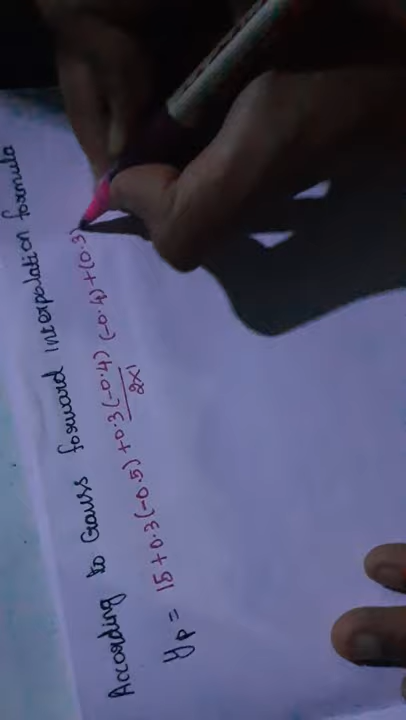 According to Gauss forward interpolation formula
yp = 15 + 0.3(-0.5) + 0.3(-0.4)/2×1 (-0.4) + (0.3)